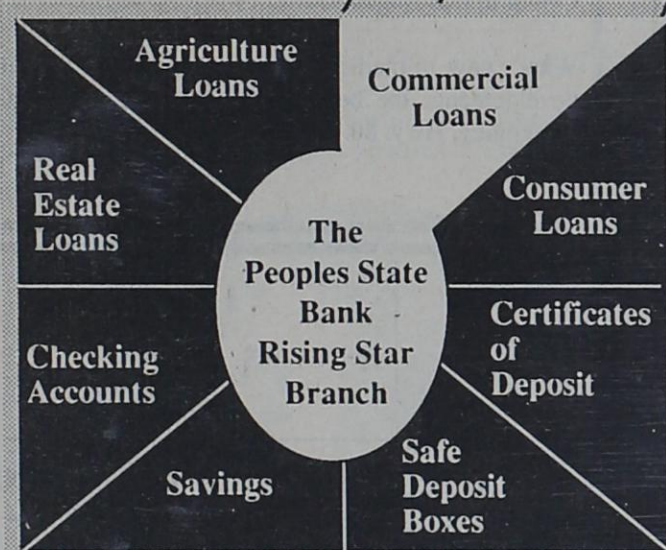 Agriculture
Loans
Commercial
Loans
Real
Estate
Loans
Consumer
Loans
The
Peoples State
Bank
Rising Star
Branch
Checking
Accounts
Certificates
of
Deposit
Savings
Safe
Deposit
Boxes